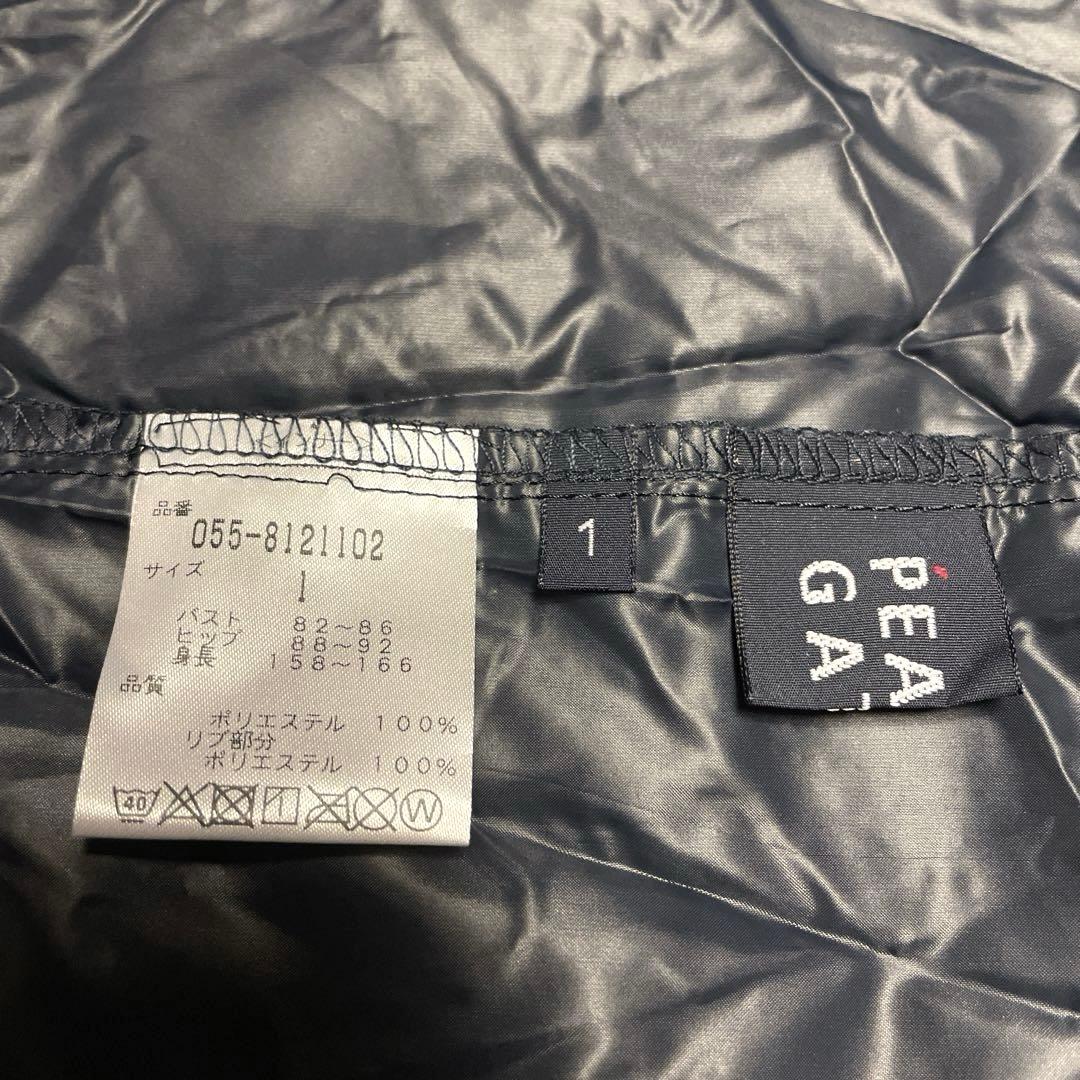 品番
055-8121102
サイズ
1
バスト 82～86
ヒップ 88～92
身長 158～166
品質
ポリエステル 100%
リブ部分
ポリエステル 100%
40
W
1
PEA
GA